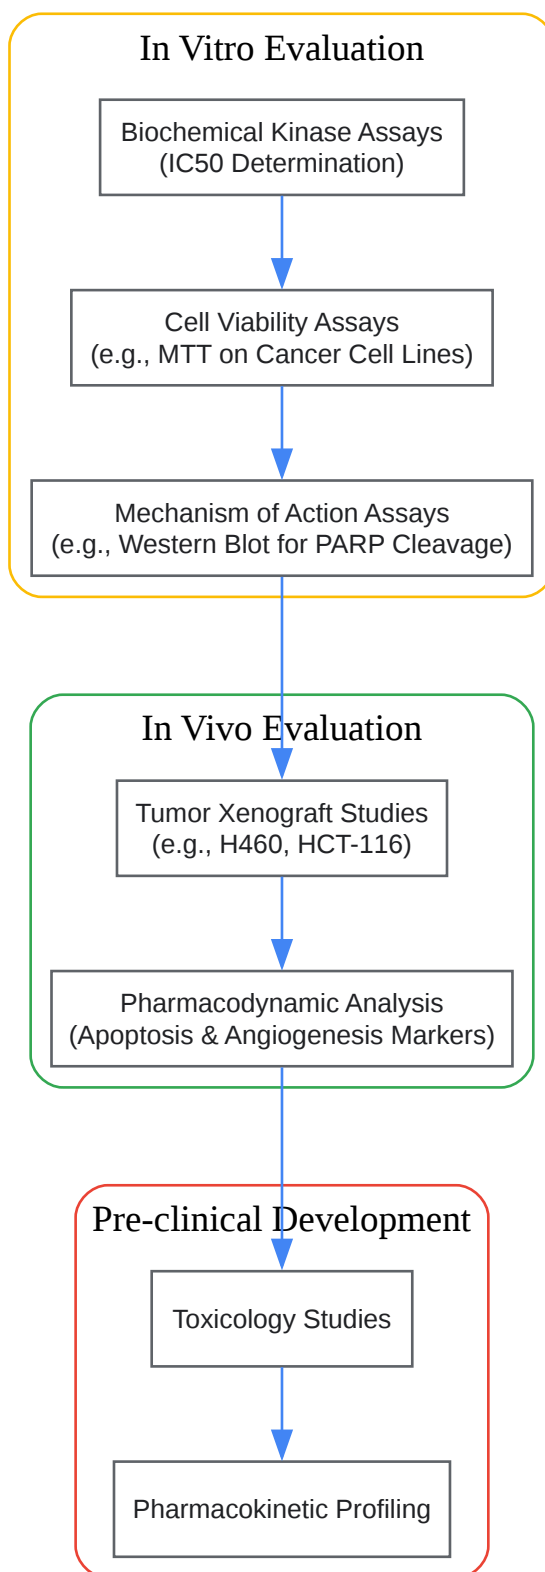 In Vitro Evaluation
Biochemical Kinase Assays
(IC50 Determination)
Cell Viability Assays
(e.g., MTT on Cancer Cell Lines)
Mechanism of Action Assays
(e.g., Western Blot for PARP Cleavage)
In Vivo Evaluation
Tumor Xenograft Studies
(e.g., H460, HCT-116)
Pharmacodynamic Analysis
(Apoptosis & Angiogenesis Markers)
Pre-clinical Development
Toxicology Studies
Pharmacokinetic Profiling